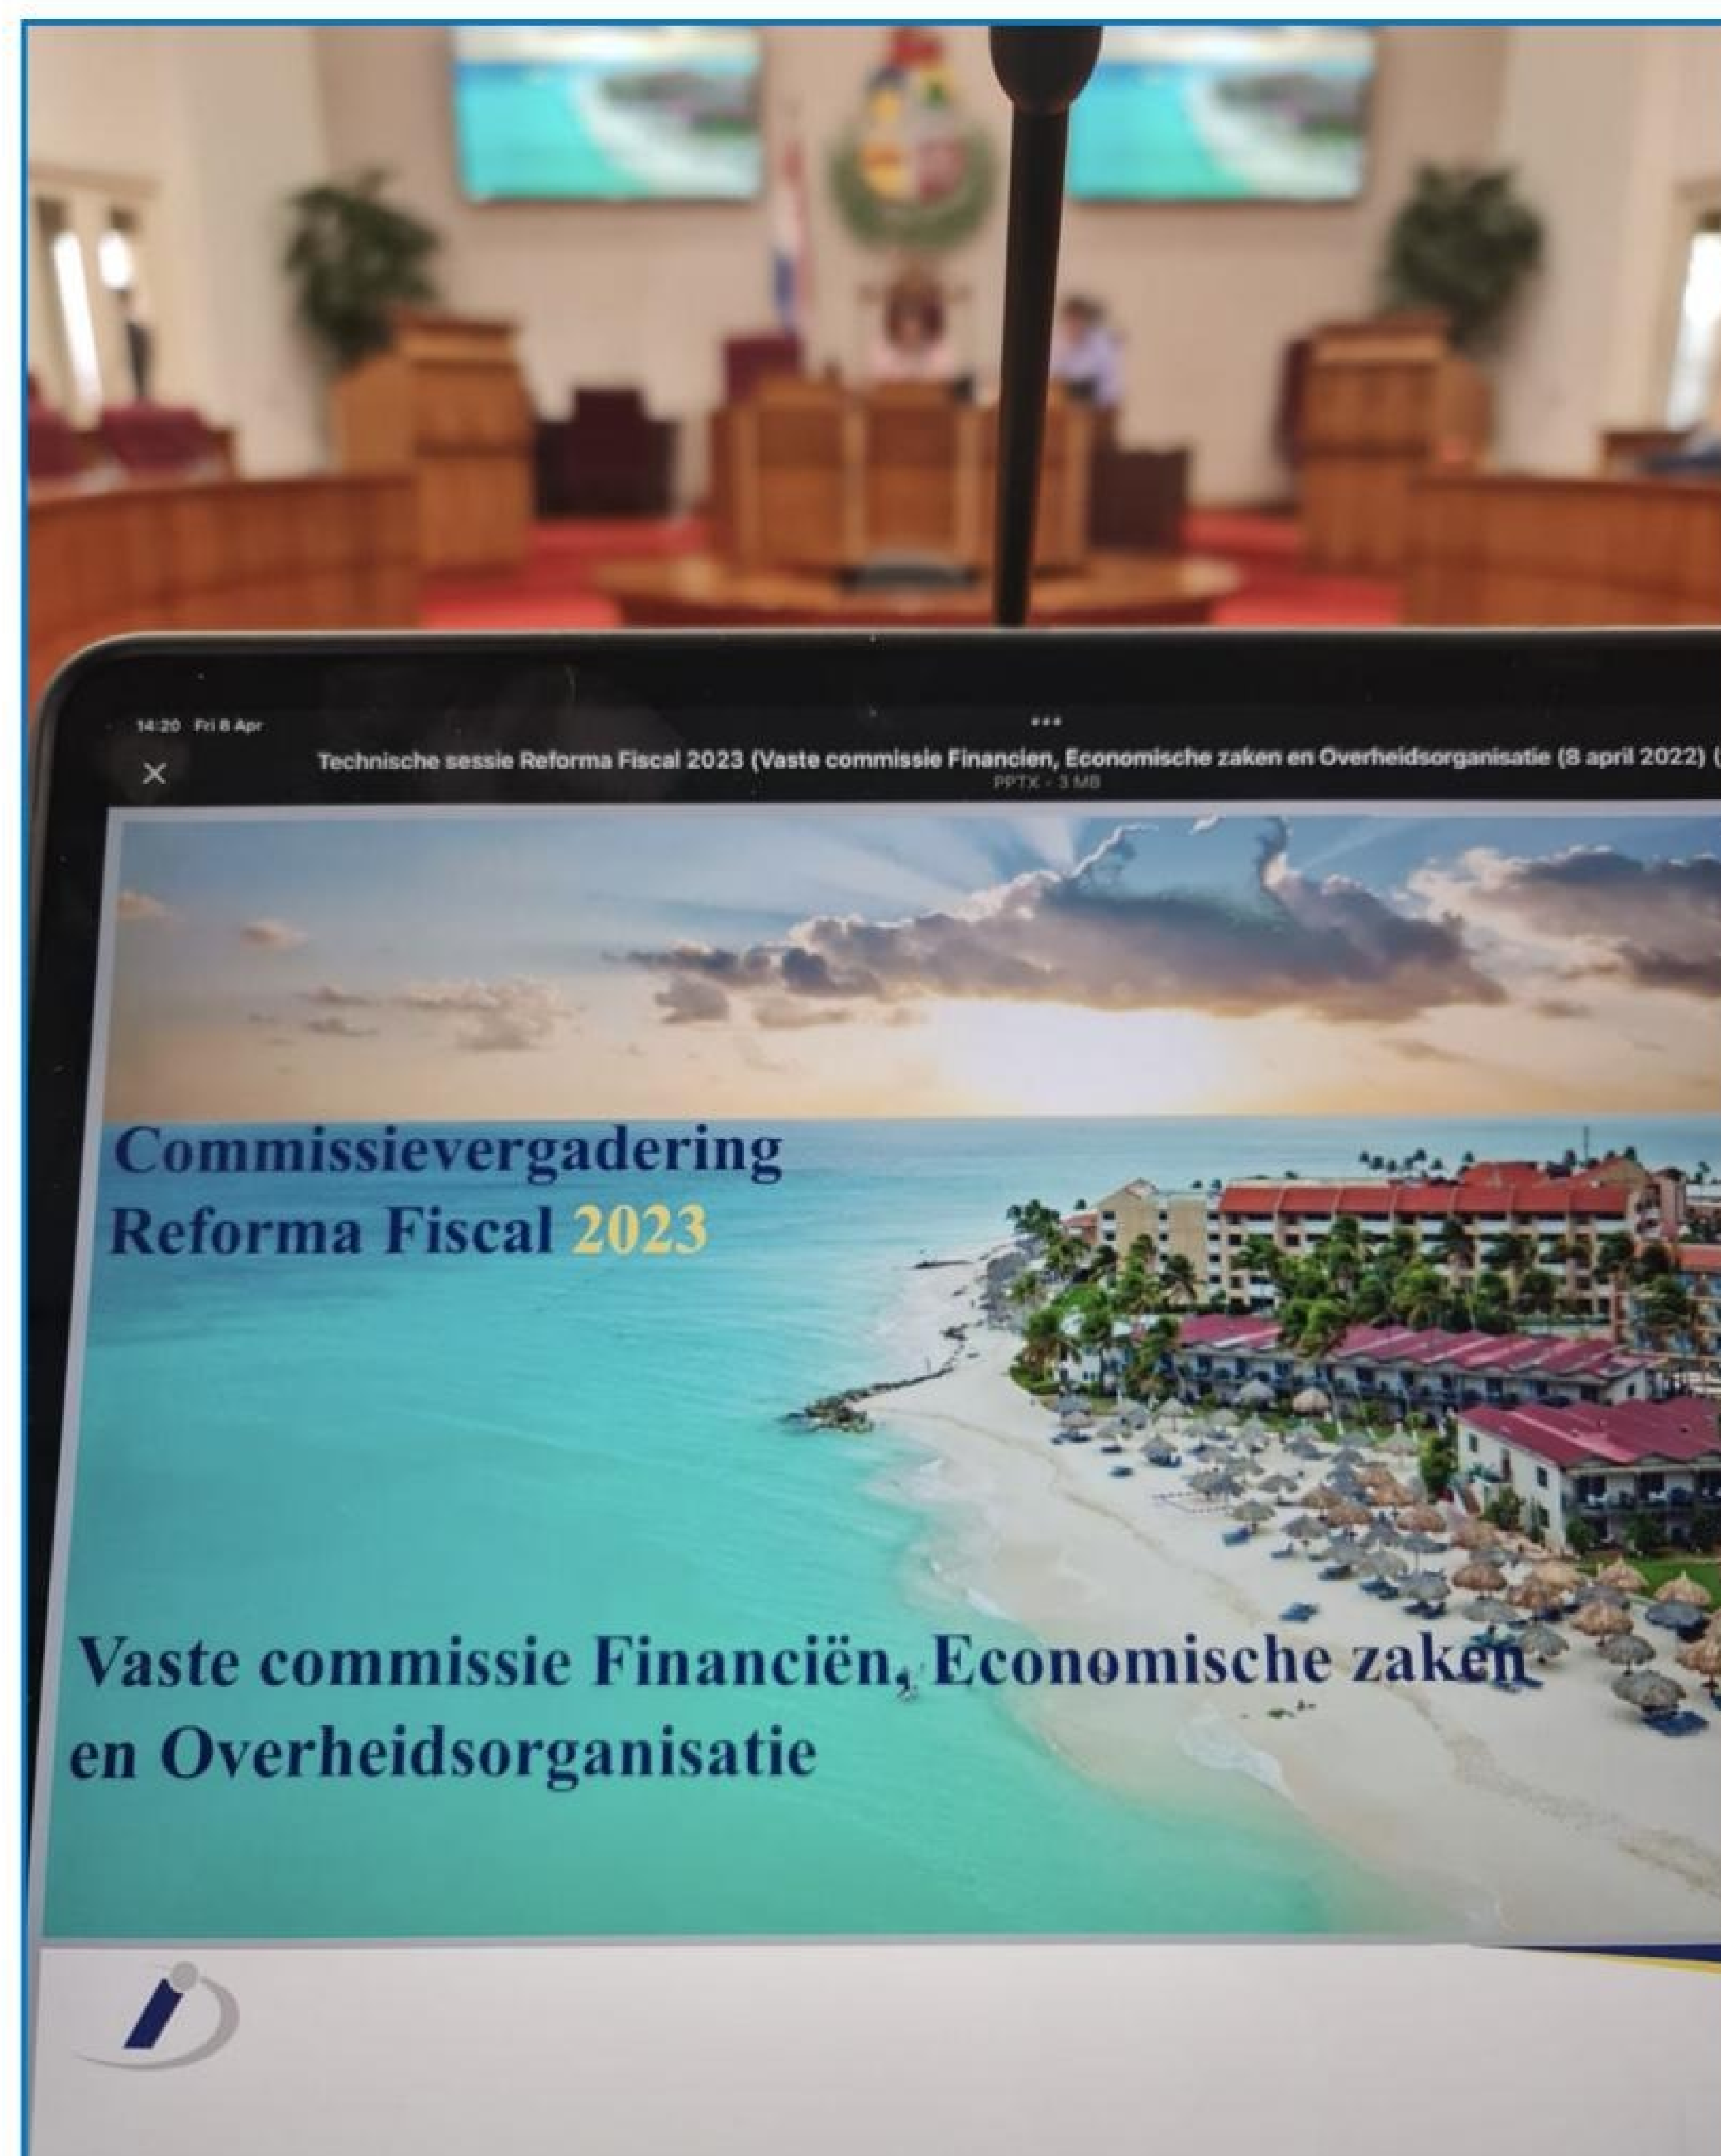 14:20 Fri 8 Apr
Technische sessie Reforma Fiscal 2023 (Vaste commissie Financien, Economische zaken en Overheidsorganisatie (8 april 2022) (
PPTX - 3 MB
Commissievergadering
Reforma Fiscal 2023
Vaste commissie Financiën, Economische zaken
en Overheidsorganisatie